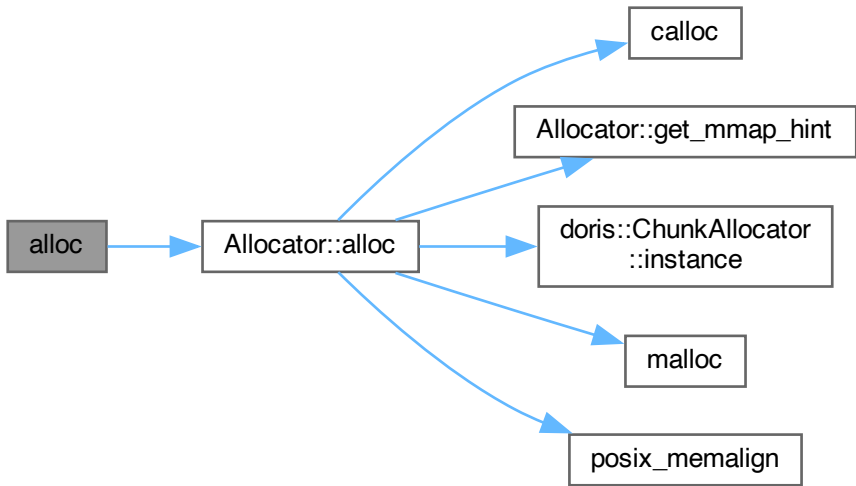 calloc
Allocator::get_mmap_hint
alloc
Allocator::alloc
doris::ChunkAllocator
::instance
malloc
posix_memalign